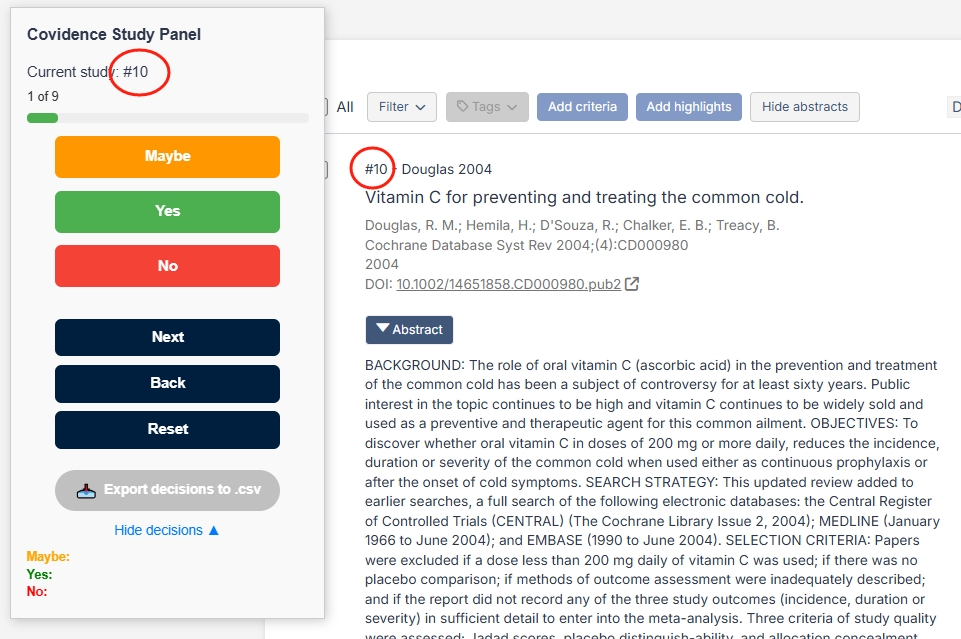 Covidence Study Panel
Current study: #10
1 of 9
Maybe
Yes
No
Next
Back
Reset
Export decisions to .csv
Hide decisions ▲
Maybe:
Yes:
No:
All
Filter
Tags
Add criteria
Add highlights
Hide abstracts
D
#10 - Douglas 2004
Vitamin C for preventing and treating the common cold.
Douglas, R. M.; Hemila, H.; D'Souza, R.; Chalker, E. B.; Treacy, B.
Cochrane Database Syst Rev 2004;(4):CD000980
2004
DOI: 10.1002/14651858.CD000980.pub2
Abstract
BACKGROUND: The role of oral vitamin C (ascorbic acid) in the prevention and treatment
of the common cold has been a subject of controversy for at least sixty years. Public
interest in the topic continues to be high and vitamin C continues to be widely sold and
used as a preventive and therapeutic agent for this common ailment. OBJECTIVES: To
discover whether oral vitamin C in doses of 200 mg or more daily, reduces the incidence,
duration or severity of the common cold when used either as continuous prophylaxis or
after the onset of cold symptoms. SEARCH STRATEGY: This updated review added to
earlier searches, a full search of the following electronic databases: the Central Register
of Controlled Trials (CENTRAL) (The Cochrane Library Issue 2, 2004); MEDLINE (January
1966 to June 2004); and EMBASE (1990 to June 2004). SELECTION CRITERIA: Papers
were excluded if a dose less than 200 mg daily of vitamin C was used; if there was no
placebo comparison; if methods of outcome assessment were inadequately described;
and if the report did not record any of the three study outcomes (incidence, duration or
severity) in sufficient detail to enter into the meta-analysis. Three criteria of study quality
were assessed: Jadad scores, placebo distinguish-ability, and allocation concealment